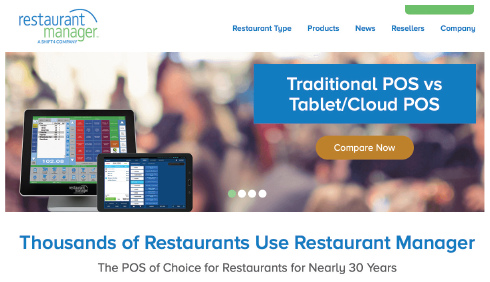 restaurant
manager
A SHIFT4 COMPANY
Restaurant Type Products News Resellers Company
Traditional POS vs
Tablet/Cloud POS
Compare Now
Thousands of Restaurants Use Restaurant Manager
The POS of Choice for Restaurants for Nearly 30 Years